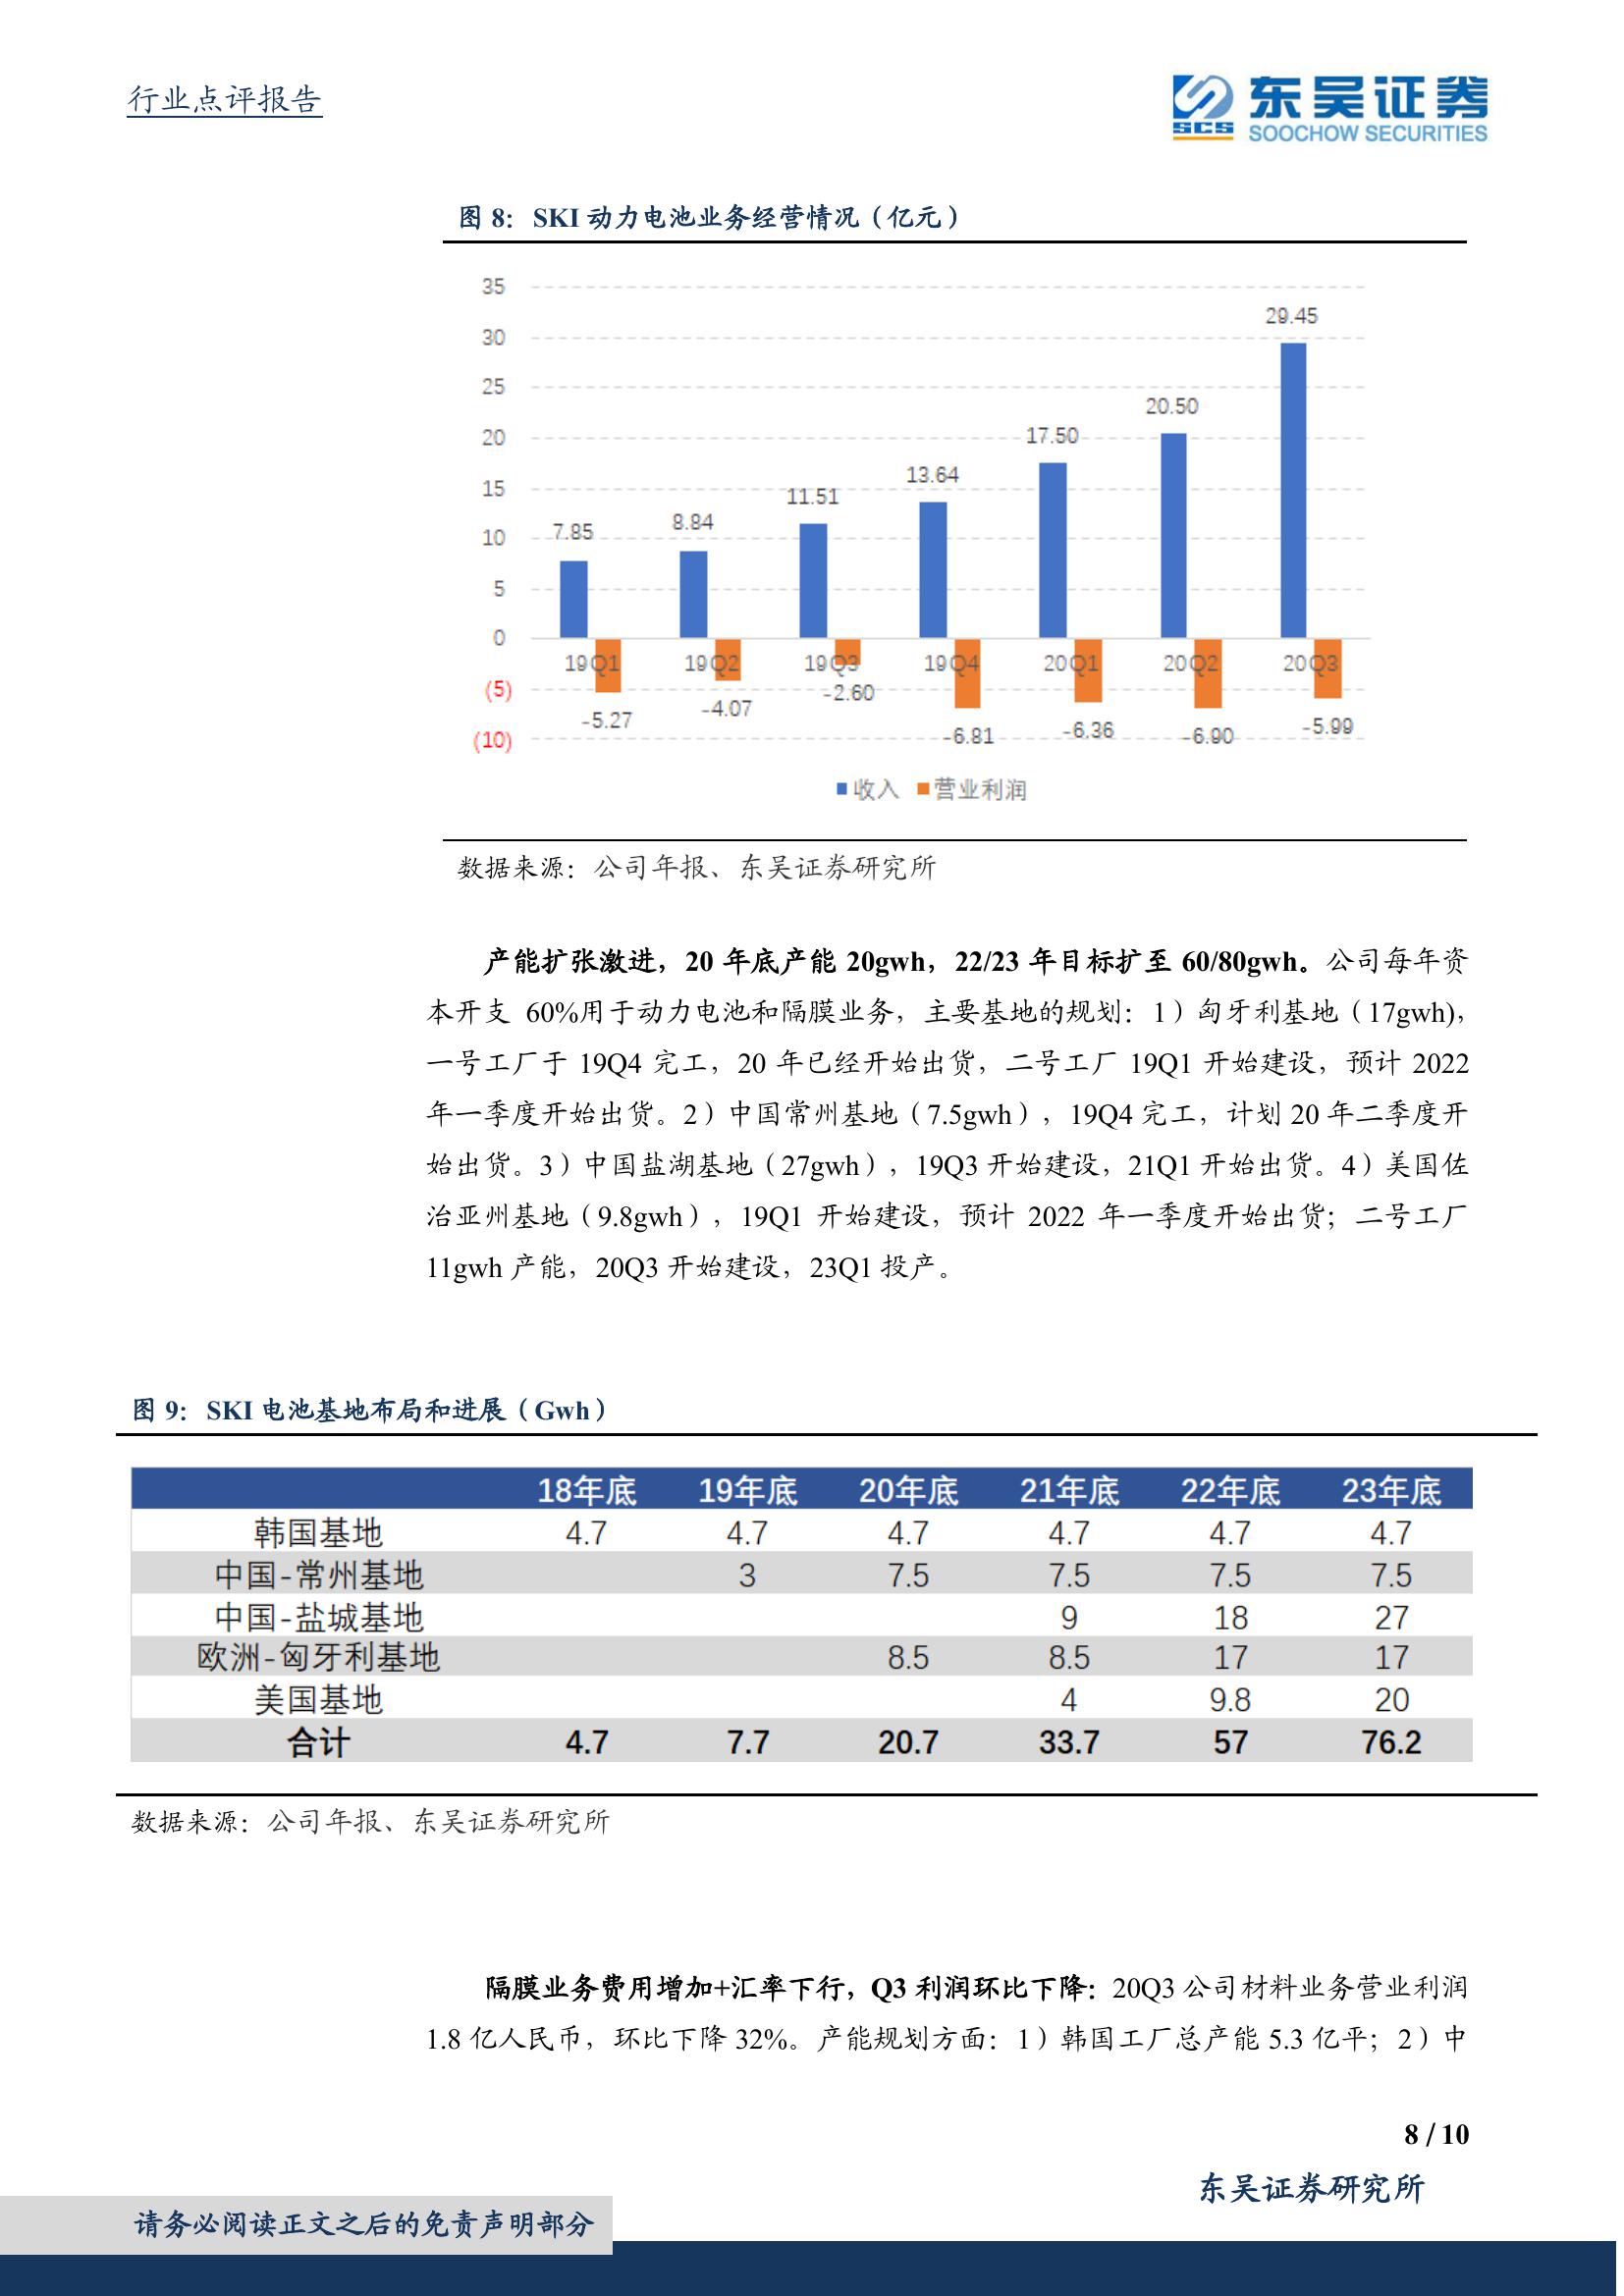 行业点评报告
SCS 东吴证券
SOOCHOW SECURITIES
图 8：SKI 动力电池业务经营情况（亿元）
35
30
25
20
15
10
5
0
(5)
(10)
7.85
8.84
11.51
13.64
17.50
20.50
29.45
19Q1 19Q2 19Q3 19Q4 20Q1 20Q2 20Q3
-5.27
-4.07
-2.60
-6.81
-6.36
-6.90
-5.99
收入 营业利润
数据来源：公司年报、东吴证券研究所
产能扩张激进，20 年底产能 20gwh，22/23 年目标扩至 60/80gwh。公司每年资
本开支 60%用于动力电池和隔膜业务，主要基地的规划：1）匈牙利基地（17gwh),
一号工厂于 19Q4 完工，20 年已经开始出货，二号工厂 19Q1 开始建设，预计 2022
年一季度开始出货。2）中国常州基地（7.5gwh），19Q4 完工，计划 20 年二季度开
始出货。3）中国盐湖基地（27gwh），19Q3 开始建设，21Q1 开始出货。4）美国佐
治亚州基地（9.8gwh），19Q1 开始建设，预计 2022 年一季度开始出货；二号工厂
11gwh 产能，20Q3 开始建设，23Q1 投产。
图 9：SKI 电池基地布局和进展（Gwh）
18年底 19年底 20年底 21年底 22年底 23年底
韩国基地 4.7 4.7 4.7 4.7 4.7 4.7
中国-常州基地 3 7.5 7.5 7.5 7.5
中国-盐城基地 9 18 27
欧洲-匈牙利基地 8.5 8.5 17 17
美国基地 4 9.8 20
合计 4.7 7.7 20.7 33.7 57 76.2
数据来源：公司年报、东吴证券研究所
隔膜业务费用增加+汇率下行，Q3 利润环比下降：20Q3 公司材料业务营业利润
1.8 亿人民币，环比下降 32%。产能规划方面：1）韩国工厂总产能 5.3 亿平；2）中
8 / 10
东吴证券研究所
请务必阅读正文之后的免责声明部分